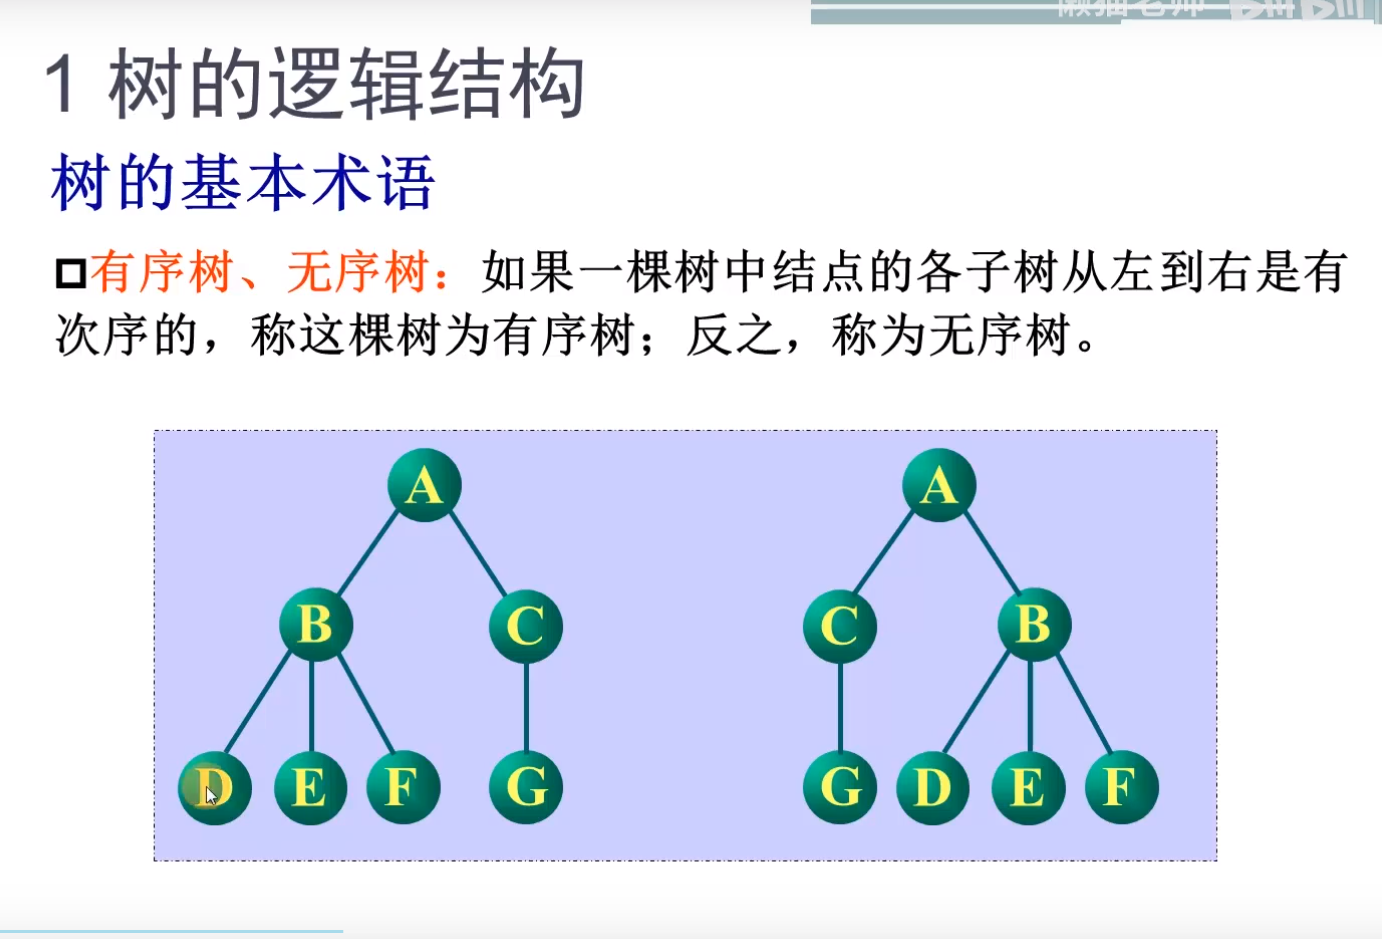 1 树的逻辑结构
树的基本术语
有序树、无序树：如果一棵树中结点的各子树从左到右是有
次序的，称这棵树为有序树；反之，称为无序树。
A A
B C C B
D E F G G D E F